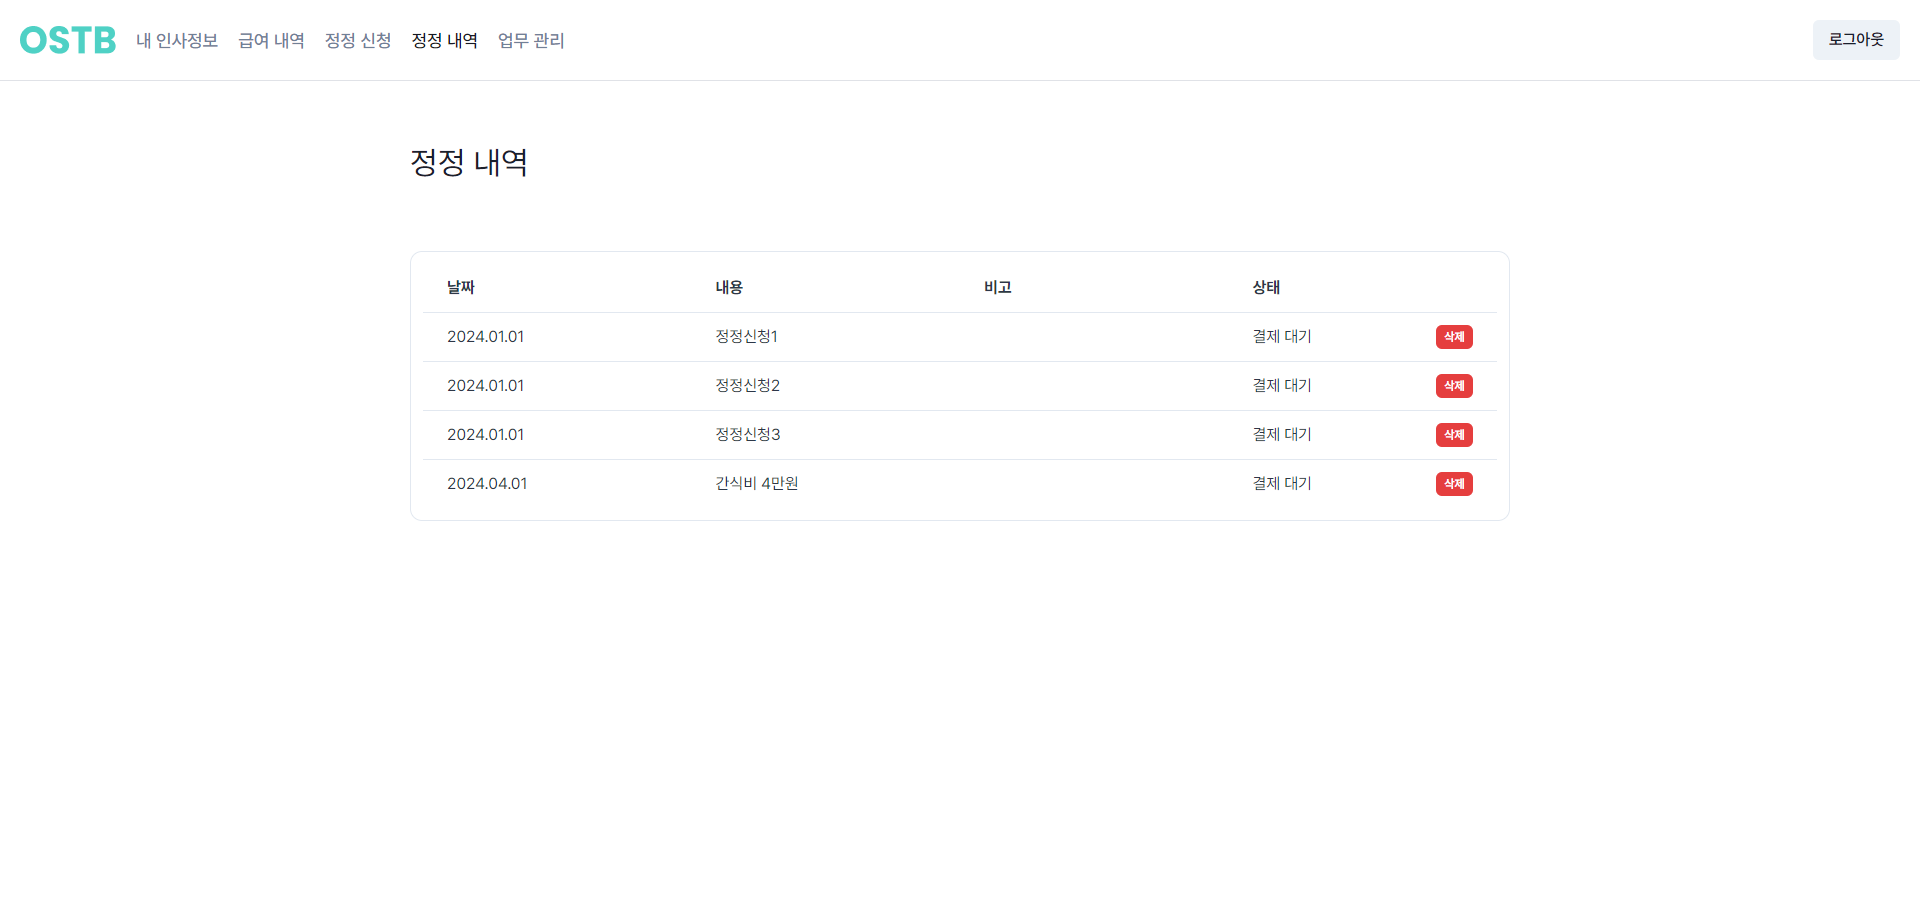 OSTB 내 인사정보 급여 내역 정정 신청 정정 내역 업무 관리 로그아웃
정정 내역
날짜 내용 비고 상태
2024.01.01 정정신청1 결제 대기 삭제
2024.01.01 정정신청2 결제 대기 삭제
2024.01.01 정정신청3 결제 대기 삭제
2024.04.01 간식비 4만원 결제 대기 삭제